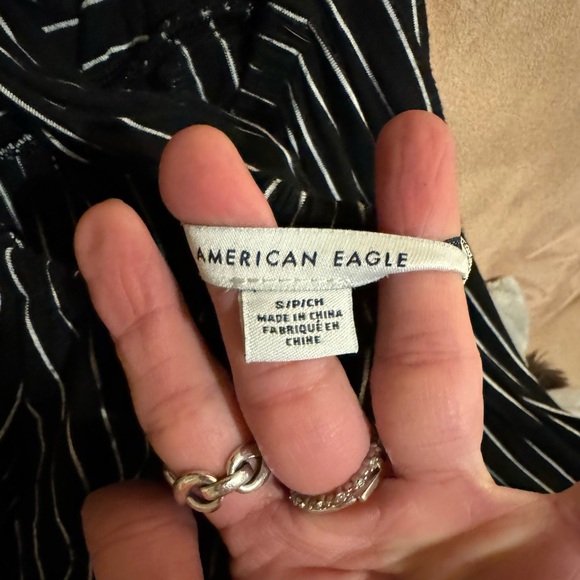 AMERICAN EAGLE
S/P/CH
MADE IN CHINA
FABRIQUÉ EN
CHINE